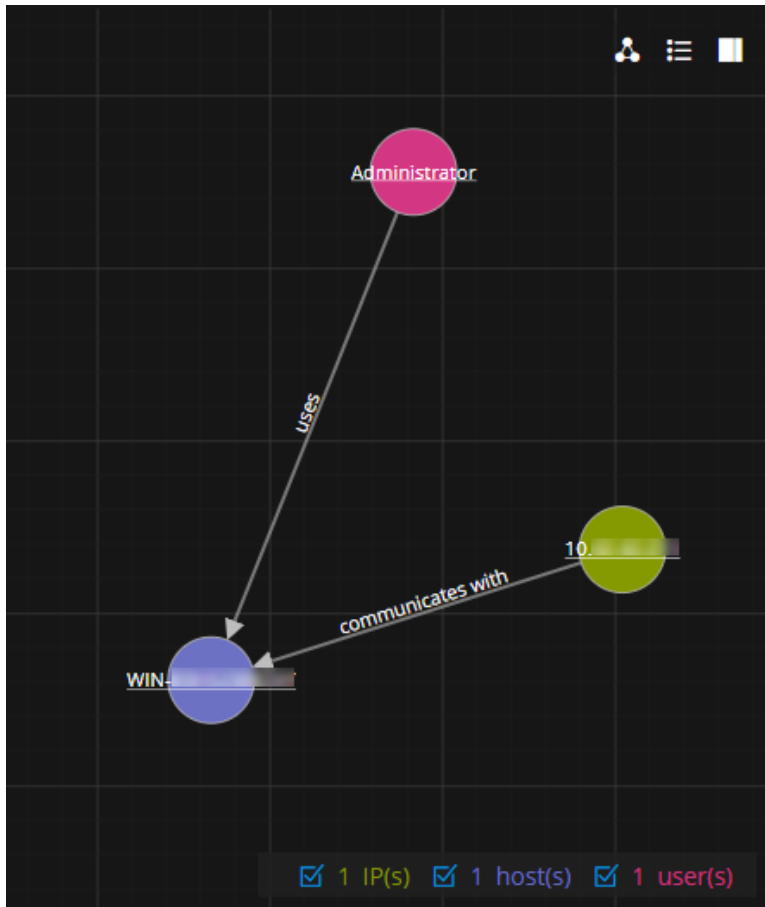 Administrator
uses
10.
communicates with
WIN-
1 IP(s) 1 host(s) 1 user(s)